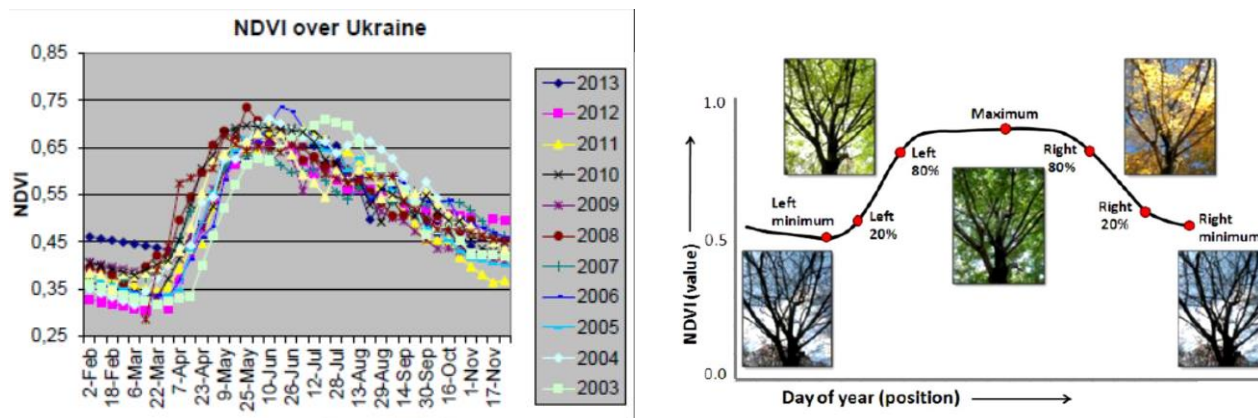 NDVI over Ukraine
NDVI
0,85
0,75
0,65
0,55
0,45
0,35
0,25
2-Feb
18-Feb
6-Mar
22-Mar
7-Apr
23-Apr
9-May
25-May
10-Jun
26-Jun
12-Jul
28-Jul
13-Aug
29-Aug
14-Sep
30-Sep
16-Oct
1-Nov
17-Nov
2013
2012
2011
2010
2009
2008
2007
2006
2005
2004
2003
NDVI (value)
1.0
0.5
0.0
Left
minimum
Left
20%
Left
80%
Maximum
Right
80%
Right
20%
Right
minimum
Day of year (position)